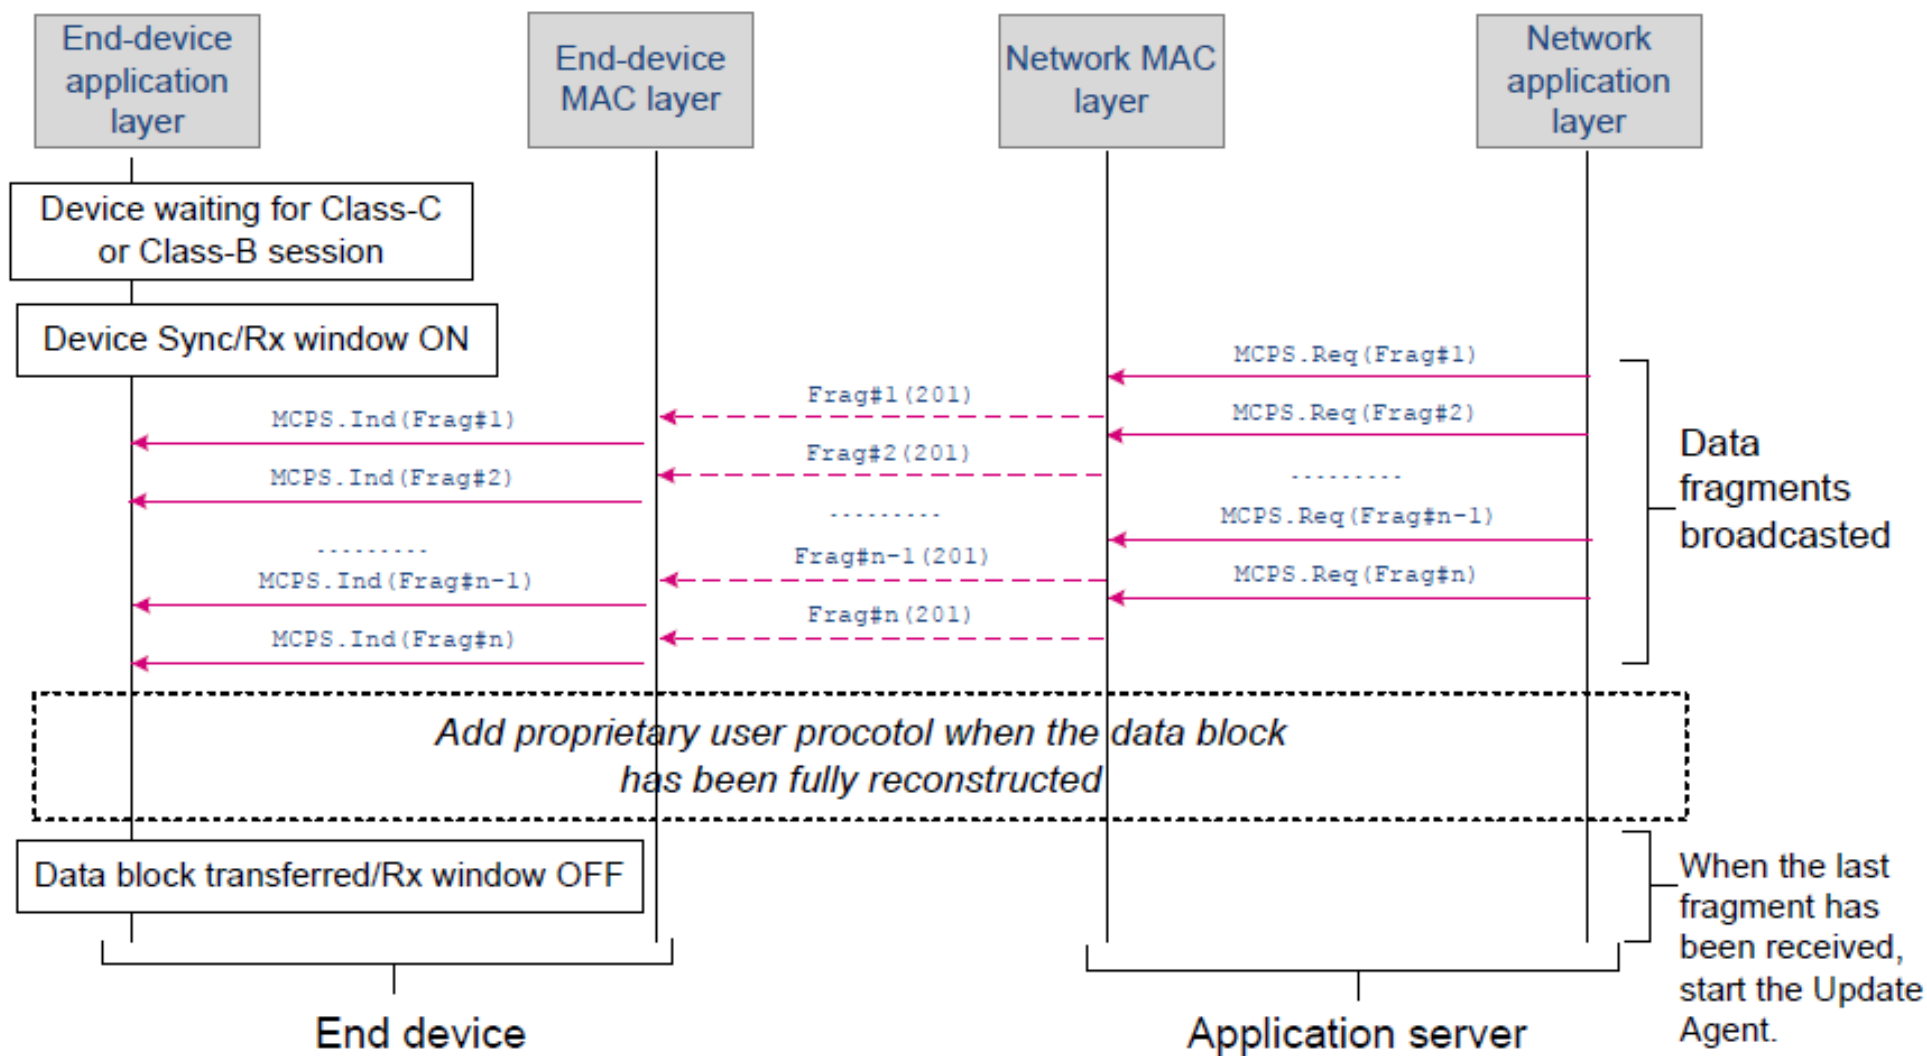 End-device
application
layer
End-device
MAC layer
Network MAC
layer
Network
application
layer
Device waiting for Class-C
or Class-B session
Device Sync/Rx window ON
MCPS.Req(Frag#1)
Frag#1(201)
MCPS.Ind(Frag#1)
MCPS.Req(Frag#2)
Frag#2(201)
MCPS.Ind(Frag#2)
.........
.........
.........
MCPS.Req(Frag#n-1)
Frag#n-1(201)
MCPS.Ind(Frag#n-1)
MCPS.Req(Frag#n)
Frag#n(201)
MCPS.Ind(Frag#n)
Data
fragments
broadcasted
Add proprietary user procotol when the data block
has been fully reconstructed
Data block transferred/Rx window OFF
When the last
fragment has
been received,
start the Update
Agent.
End device
Application server